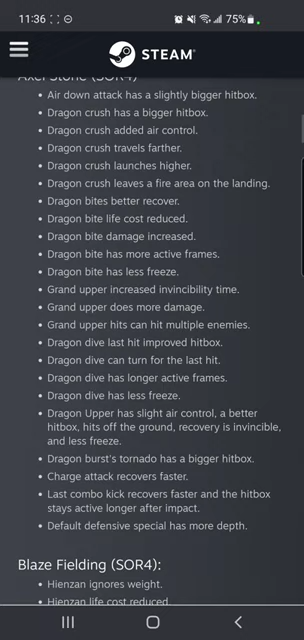 11:36
75%
STEAM®
Axel Stone (SOR4)
• Air down attack has a slightly bigger hitbox.
• Dragon crush has a bigger hitbox.
• Dragon crush added air control.
• Dragon crush travels farther.
• Dragon crush launches higher.
• Dragon crush leaves a fire area on the landing.
• Dragon bites better recover.
• Dragon bite life cost reduced.
• Dragon bite damage increased.
• Dragon bite has more active frames.
• Dragon bite has less freeze.
• Grand upper increased invincibility time.
• Grand upper does more damage.
• Grand upper hits can hit multiple enemies.
• Dragon dive last hit improved hitbox.
• Dragon dive can turn for the last hit.
• Dragon dive has longer active frames.
• Dragon dive has less freeze.
• Dragon Upper has slight air control, a better
hitbox, hits off the ground, recovery is invincible,
and less freeze.
• Dragon burst's tornado has a bigger hitbox.
• Charge attack recovers faster.
• Last combo kick recovers faster and the hitbox
stays active longer after impact.
• Default defensive special has more depth.
Blaze Fielding (SOR4):
• Hienzan ignores weight.
• Hienzan life cost reduced.